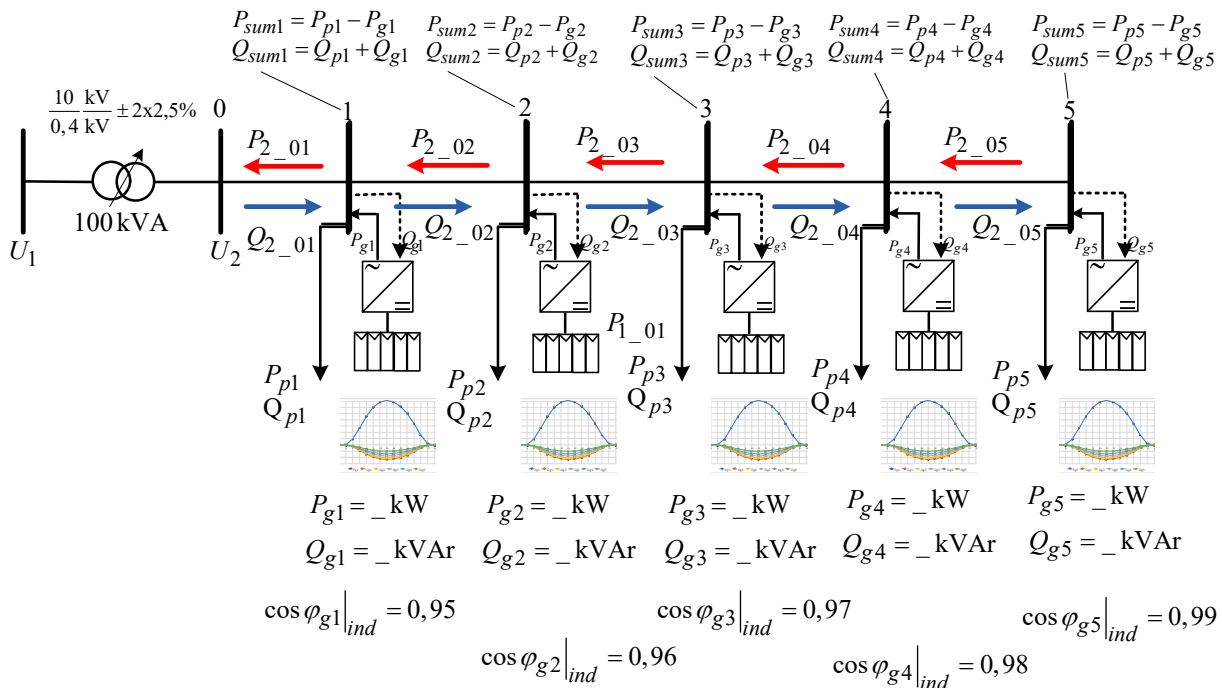 P_sum1 = P_p1 − P_g1
Q_sum1 = Q_p1 + Q_g1
P_sum2 = P_p2 − P_g2
Q_sum2 = Q_p2 + Q_g2
P_sum3 = P_p3 − P_g3
Q_sum3 = Q_p3 + Q_g3
P_sum4 = P_p4 − P_g4
Q_sum4 = Q_p4 + Q_g4
P_sum5 = P_p5 − P_g5
Q_sum5 = Q_p5 + Q_g5
10/0,4 kV/kV ± 2x2,5%
0
1
2
3
4
5
P_2_01
P_2_02
P_2_03
P_2_04
P_2_05
100 kVA
U_1
U_2
Q_2_01
Q_2_02
Q_2_03
Q_2_04
Q_2_05
P_g1
Q_g1
P_g2
Q_g2
P_g3
Q_g3
P_g4
Q_g4
P_g5
Q_g5
~
~
~
~
~
P_1_01
P_p1
Q_p1
P_p2
Q_p2
P_p3
Q_p3
P_p4
Q_p4
P_p5
Q_p5
P_g1 = _ kW
Q_g1 = _ kVAr
P_g2 = _ kW
Q_g2 = _ kVAr
P_g3 = _ kW
Q_g3 = _ kVAr
P_g4 = _ kW
Q_g4 = _ kVAr
P_g5 = _ kW
Q_g5 = _ kVAr
cos φ_g1|_ind = 0,95
cos φ_g2|_ind = 0,96
cos φ_g3|_ind = 0,97
cos φ_g4|_ind = 0,98
cos φ_g5|_ind = 0,99